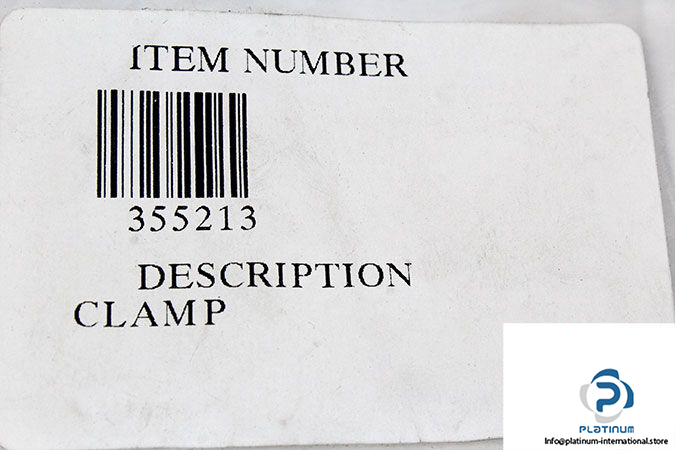 ITEM NUMBER
355213
DESCRIPTION
CLAMP
PLATINUM
Info@platinum-international.store